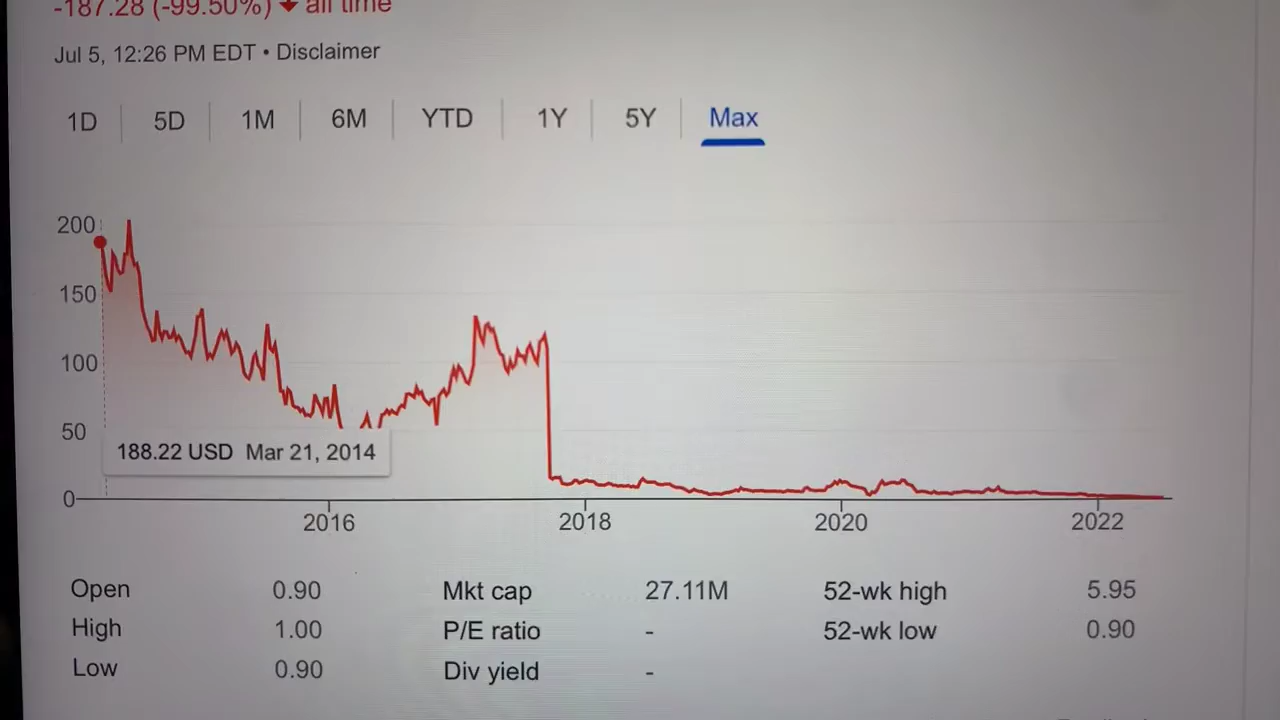 -187.28 (-99.50%) all time
Jul 5, 12:26 PM EDT • Disclaimer
1D 5D 1M 6M YTD 1Y 5Y Max
200
150
100
50
188.22 USD Mar 21, 2014
0
2016 2018 2020 2022
Open 0.90 Mkt cap 27.11M 52-wk high 5.95
High 1.00 P/E ratio - 52-wk low 0.90
Low 0.90 Div yield -